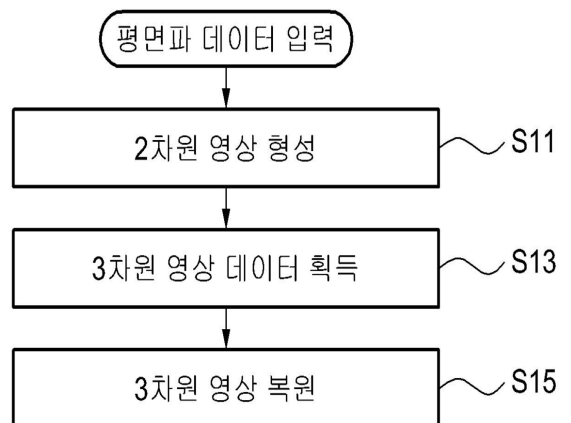 평면파 데이터 입력
2차원 영상 형성
S11
3차원 영상 데이터 획득
S13
3차원 영상 복원
S15